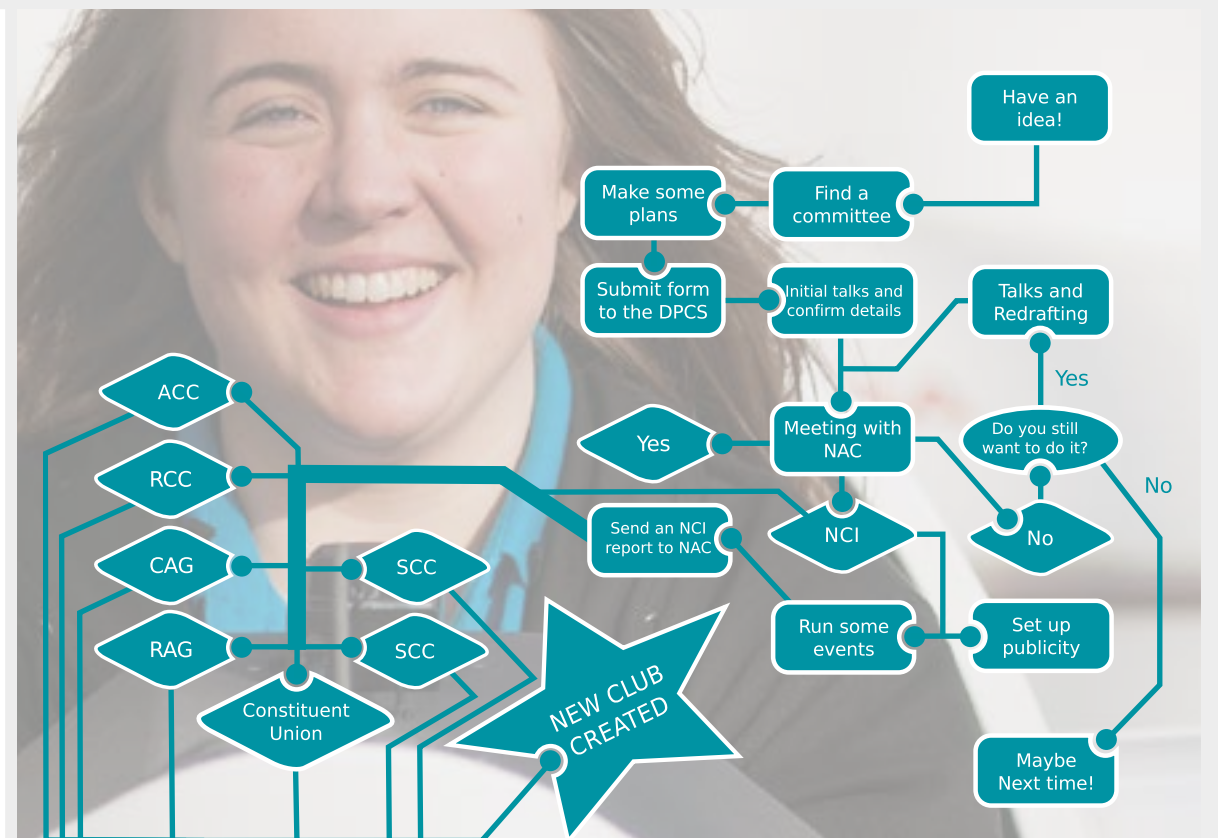 Have an
idea!
Find a
committee
Make some
plans
Submit form
to the DPCS
Initial talks and
confirm details
Talks and
Redrafting
Yes
Meeting with
NAC
Yes
Do you still
want to do it?
No
NCI
No
Send an NCI
report to NAC
Run some
events
Set up
publicity
Maybe
Next time!
ACC
RCC
CAG
RAG
SCC
SCC
Constituent
Union
NEW CLUB
CREATED